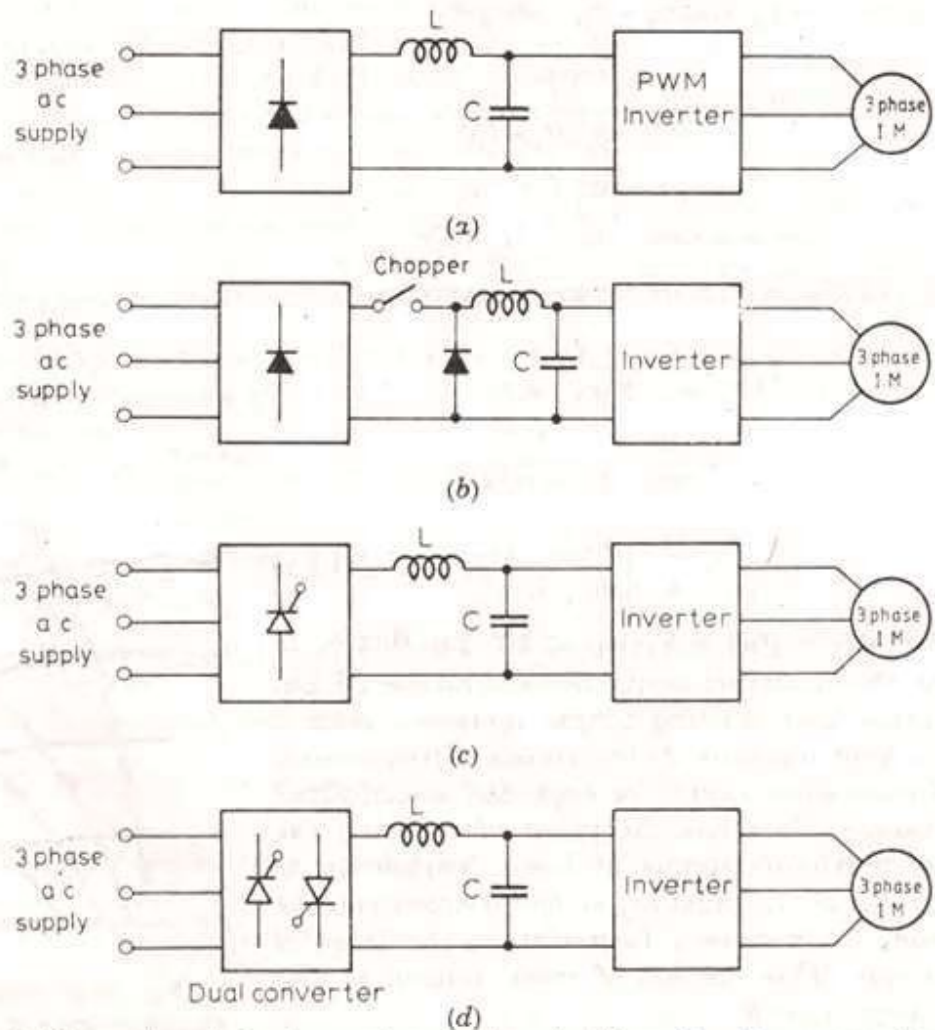 L
3 phase
a c
supply
C
PWM
Inverter
3 phase
I M
(a)
Chopper
L
3 phase
a c
supply
C
Inverter
3 phase
I M
(b)
L
3 phase
a c
supply
C
Inverter
3 phase
I M
(c)
L
3 phase
a c
supply
C
Inverter
3 phase
I M
Dual converter
(d)